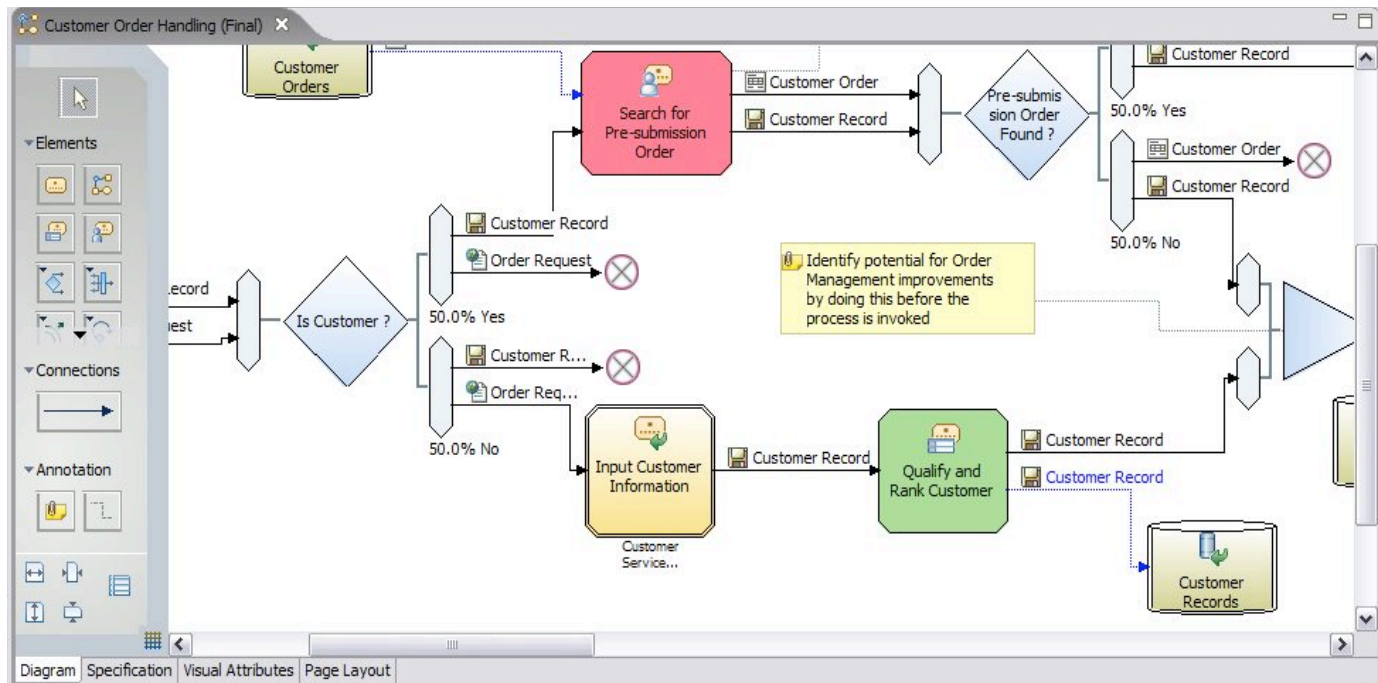 Customer Order Handling (Final)
Elements
Connections
Annotation
Customer
Orders
Search for
Pre-submission
Order
Customer Order
Customer Record
Pre-submis
sion Order
Found ?
Customer Record
50.0% Yes
Customer Order
Customer Record
50.0% No
Customer Record
Order Request
50.0% Yes
Is Customer ?
Customer R...
Order Req...
50.0% No
Identify potential for Order
Management improvements
by doing this before the
process is invoked
Input Customer
Information
Customer
Service...
Customer Record
Qualify and
Rank Customer
Customer Record
Customer Record
Customer
Records
Diagram
Specification
Visual Attributes
Page Layout